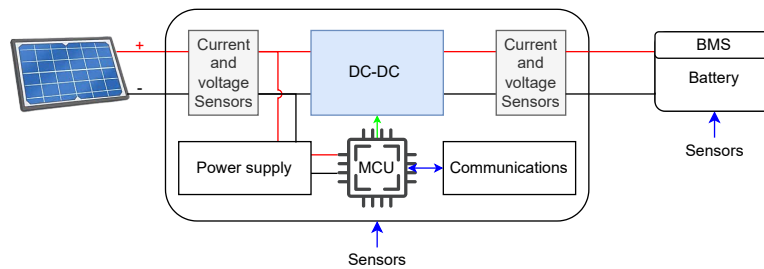 +
-
Current
and
voltage
Sensors
DC-DC
Current
and
voltage
Sensors
BMS
Battery
Sensors
Power supply
MCU
Communications
Sensors